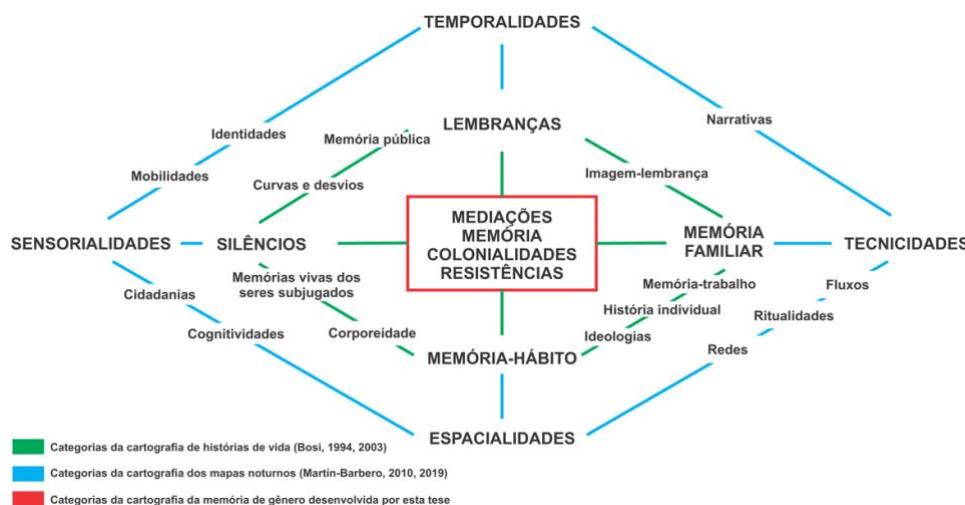 TEMPORALIDADES
LEMBRANÇAS
Narrativas
Identidades
Memória pública
Imagem-lembrança
Mobilidades
Curvas e desvios
MEDIAÇÕES
MEMÓRIA
COLONIALIDADES
RESISTÊNCIAS
SENSORIALIDADES
SILÊNCIOS
MEMÓRIA
FAMILIAR
TECNICIDADES
Memórias vivas dos
seres subjugados
Memória-trabalho
Fluxos
Cidadanias
História individual
Ritualidades
Cognitividades
Corporeidade
Ideologias
Redes
MEMÓRIA-HÁBITO
ESPACIALIDADES
Categorias da cartografia de histórias de vida (Bosi, 1994, 2003)
Categorias da cartografia dos mapas noturnos (Martín-Barbero, 2010, 2019)
Categorias da cartografia da memória de gênero desenvolvida por esta tese